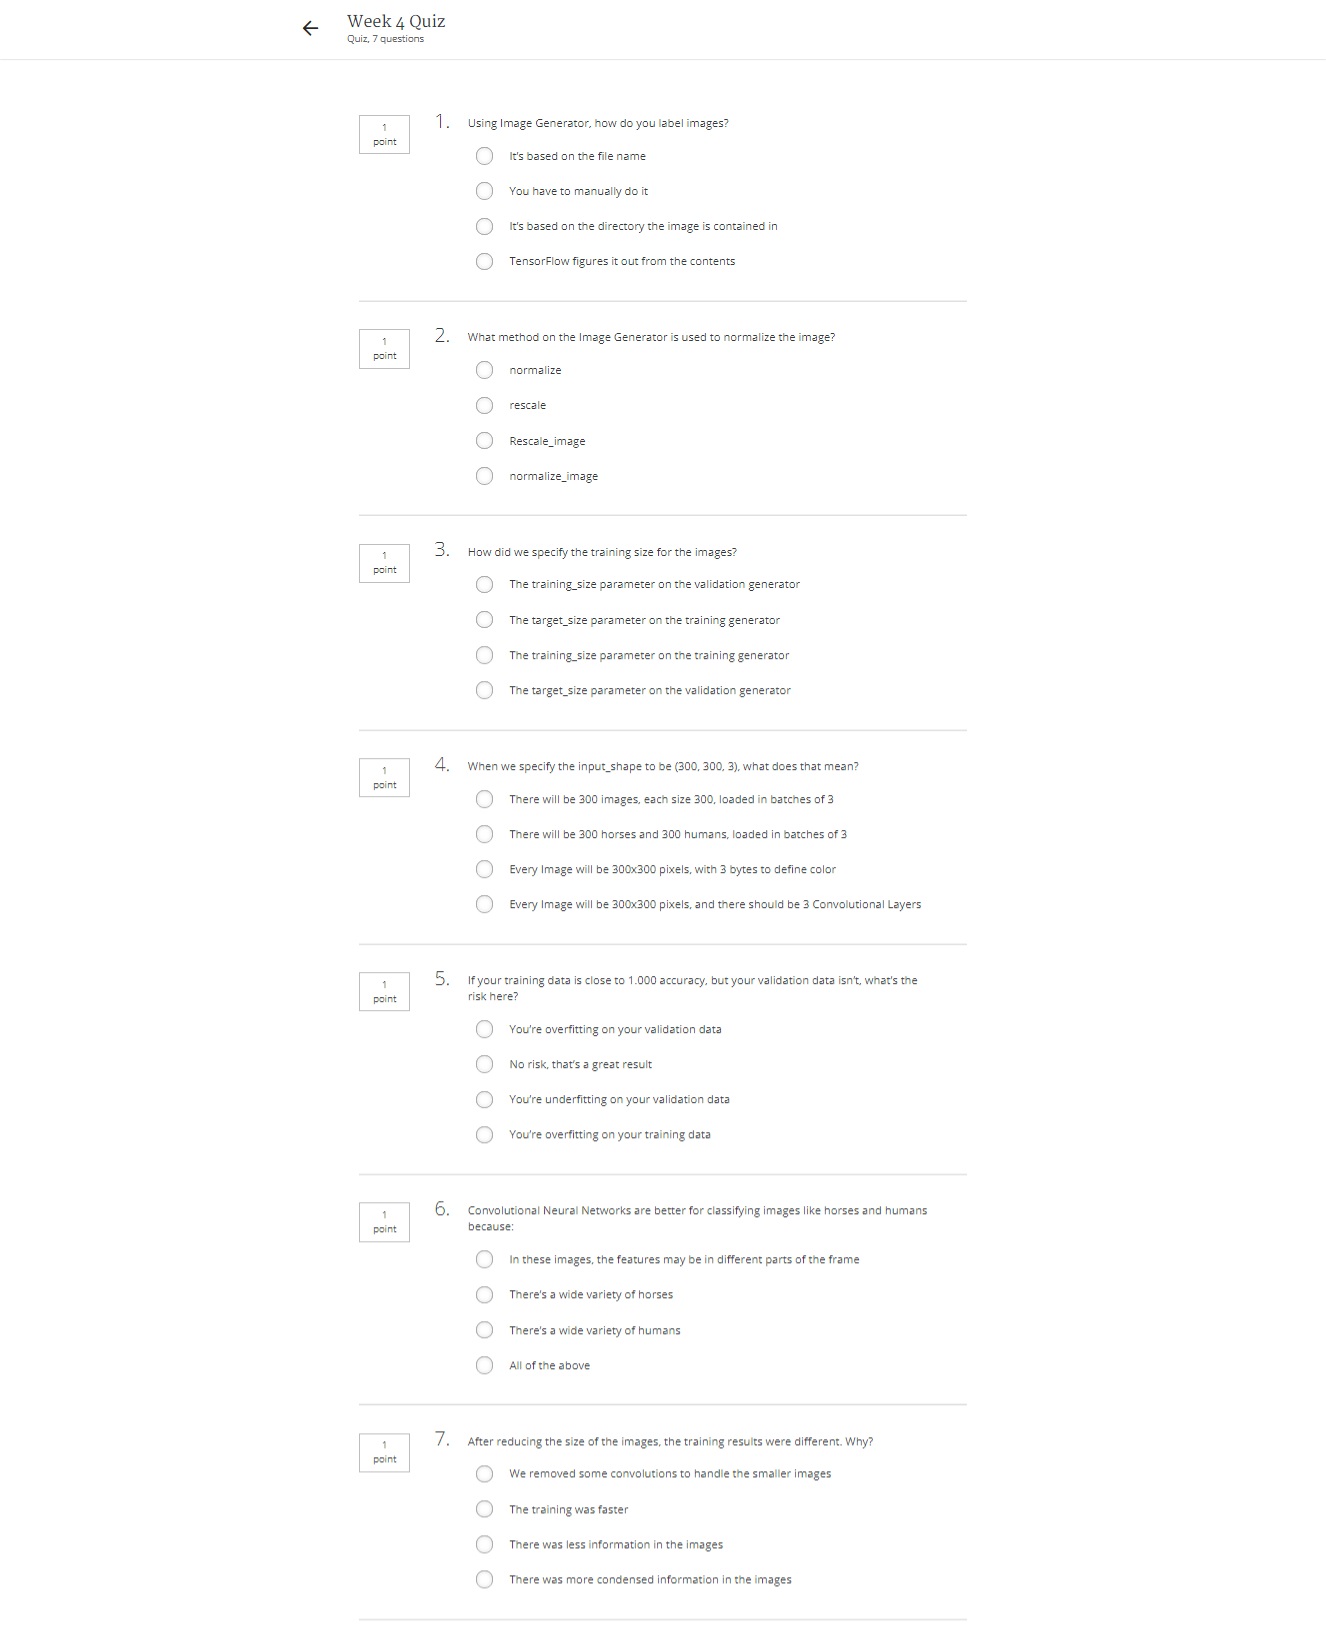 Week 4 Quiz
Quiz, 7 questions
1
point
1. Using Image Generator, how do you label images?
It's based on the file name
You have to manually do it
It's based on the directory the image is contained in
TensorFlow figures it out from the contents
1
point
2. What method on the Image Generator is used to normalize the image?
normalize
rescale
Rescale_image
normalize_image
1
point
3. How did we specify the training size for the images?
The training_size parameter on the validation generator
The target_size parameter on the training generator
The training_size parameter on the training generator
The target_size parameter on the validation generator
1
point
4. When we specify the input_shape to be (300, 300, 3), what does that mean?
There will be 300 images, each size 300, loaded in batches of 3
There will be 300 horses and 300 humans, loaded in batches of 3
Every Image will be 300x300 pixels, with 3 bytes to define color
Every Image will be 300x300 pixels, and there should be 3 Convolutional Layers
1
point
5. If your training data is close to 1.000 accuracy, but your validation data isn't, what's the
risk here?
You're overfitting on your validation data
No risk, that's a great result
You're underfitting on your validation data
You're overfitting on your training data
1
point
6. Convolutional Neural Networks are better for classifying images like horses and humans
because:
In these images, the features may be in different parts of the frame
There's a wide variety of horses
There's a wide variety of humans
All of the above
1
point
7. After reducing the size of the images, the training results were different. Why?
We removed some convolutions to handle the smaller images
The training was faster
There was less information in the images
There was more condensed information in the images